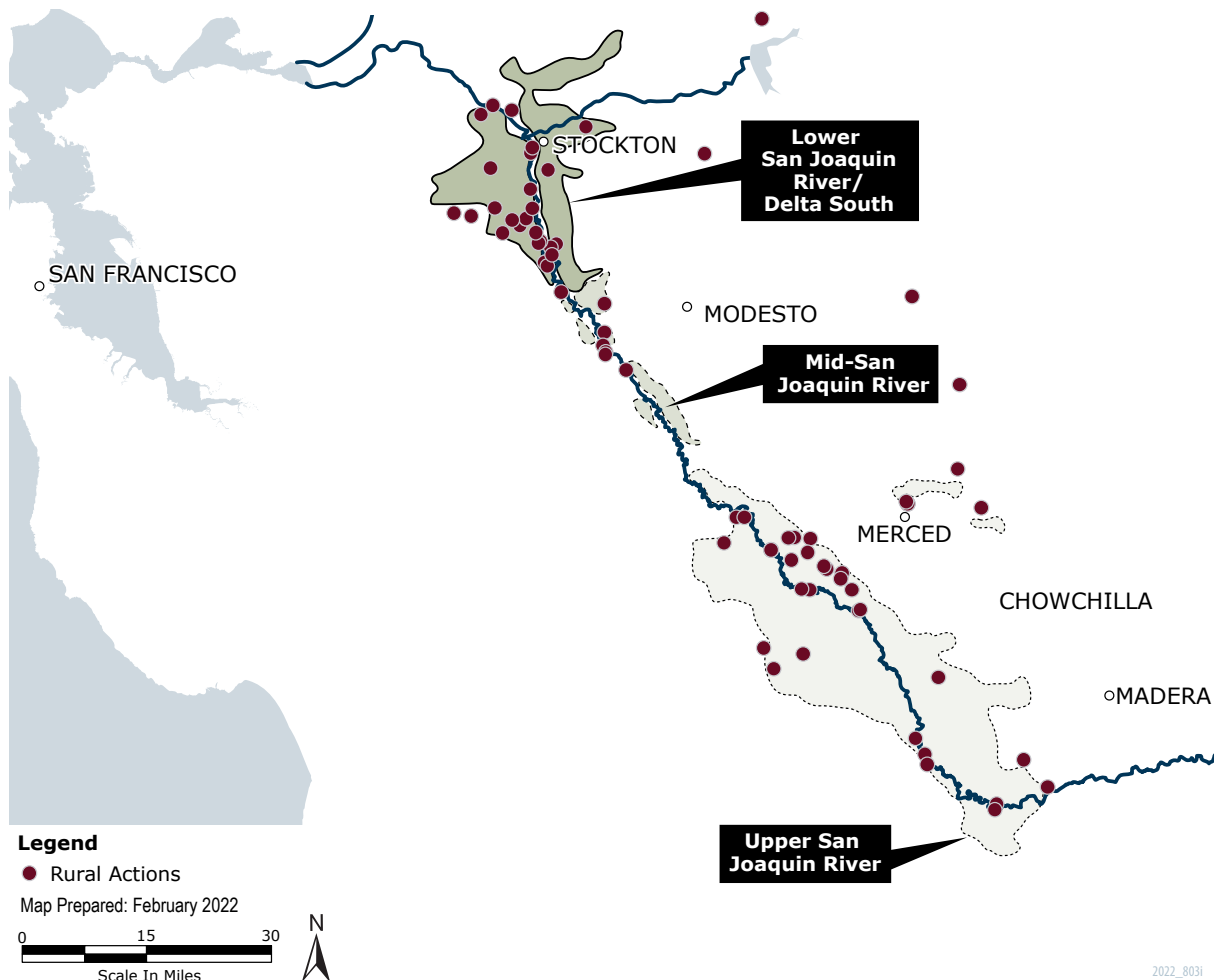 STOCKTON
Lower
San Joaquin
River/
Delta South
SAN FRANCISCO
MODESTO
Mid-San
Joaquin River
MERCED
CHOWCHILLA
MADERA
Upper San
Joaquin River
Legend
Rural Actions
Map Prepared: February 2022
0 15 30
Scale In Miles
N
2022_803i